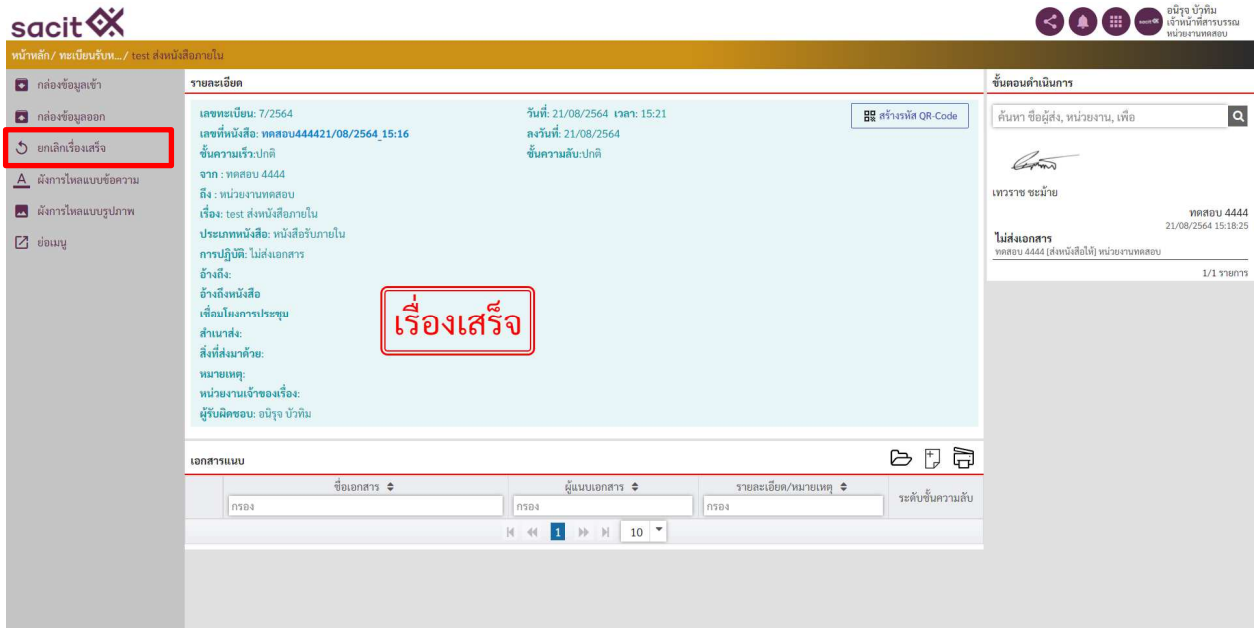 sacit
อนิรุจ บัวทิม
เจ้าหน้าที่สารบรรณ
หน่วยงานทดสอบ
หน้าหลัก/ ทะเบียนรับห.../ test ส่งหนังสือภายใน
กล่องข้อมูลเข้า
กล่องข้อมูลออก
ยกเลิกเรื่องเสร็จ
ผังการไหลแบบข้อความ
ผังการไหลแบบรูปภาพ
ย่อเมนู
รายละเอียด
เลขทะเบียน: 7/2564 วันที่: 21/08/2564 เวลา: 15:21
สร้างรหัส QR-Code
เลขที่หนังสือ: ทดสอบ444421/08/2564_15:16 ลงวันที่: 21/08/2564
ชั้นความเร็ว:ปกติ ชั้นความลับ:ปกติ
จาก : ทดสอบ 4444
ถึง : หน่วยงานทดสอบ
เรื่อง: test ส่งหนังสือภายใน
ประเภทหนังสือ: หนังสือรับภายใน
การปฏิบัติ: ไม่ส่งเอกสาร
อ้างถึง:
อ้างถึงหนังสือ
เชื่อมโยงการประชุม
สำเนาส่ง:
สิ่งที่ส่งมาด้วย:
หมายเหตุ:
หน่วยงานเจ้าของเรื่อง:
ผู้รับผิดชอบ: อนิรุจ บัวทิม
เรื่องเสร็จ
เอกสารแนบ
ชื่อเอกสาร ผู้แนบเอกสาร รายละเอียด/หมายเหตุ ระดับชั้นความลับ
กรอง กรอง กรอง
1 10
ขั้นตอนดำเนินการ
ค้นหา ชื่อผู้ส่ง, หน่วยงาน, เพื่อ
เทวราช ชะม้าย
ทดสอบ 4444
21/08/2564 15:18:25
ไม่ส่งเอกสาร
ทดสอบ 4444 [ส่งหนังสือให้] หน่วยงานทดสอบ
1/1 รายการ